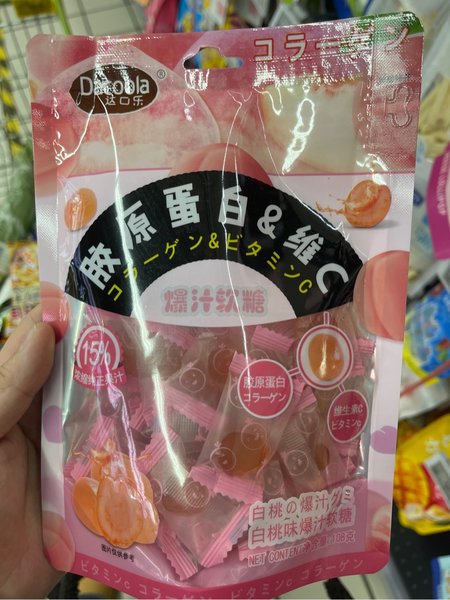 コラーゲン
Dacobla®
达口乐
胶原蛋白&维C
コラーゲン&ビタミンC
爆汁软糖
15%
胶原蛋白
コラーゲン
维生素C
ビタミンC
白桃の爆汁グミ
白桃味爆汁软糖
图片仅供参考
NET CONTENT
108克
ビタミンC コラーゲン ビタミンC コラーゲン